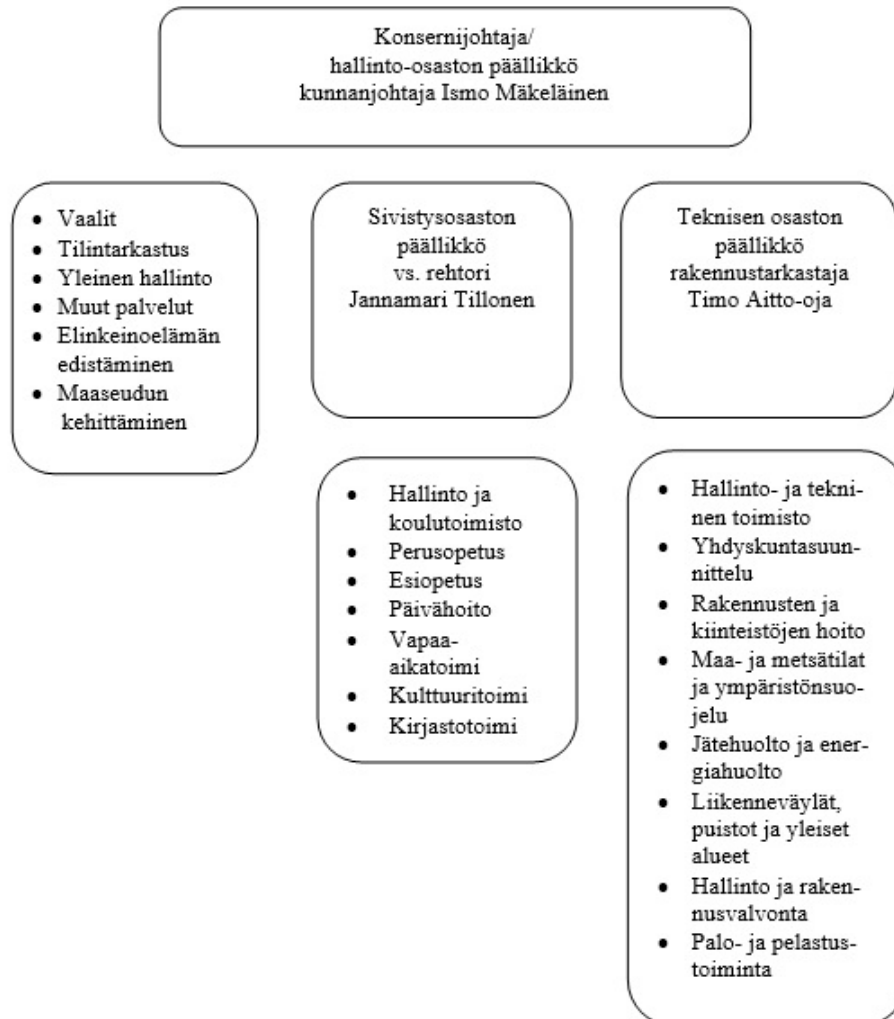 Konsernijohtaja/
hallinto-osaston päällikkö
kunnanjohtaja Ismo Mäkeläinen
• Vaalit
• Tilintarkastus
• Yleinen hallinto
• Muut palvelut
• Elinkeinoelämän
edistäminen
• Maaseudun
kehittäminen
Sivistysosaston
päällikkö
vs. rehtori
Jannamari Tillonen
Teknisen osaston
päällikkö
rakennustarkastaja
Timo Aitto-oja
• Hallinto ja
koulutoimisto
• Perusopetus
• Esiopetus
• Päivähoito
• Vapaa-
aikatoimi
• Kulttuuritoimi
• Kirjastotoimi
• Hallinto- ja tekni-
nen toimisto
• Yhdyskuntasuun-
nittelu
• Rakennusten ja
kiinteistöjen hoito
• Maa- ja metsätilat
ja ympäristönsuo-
jelu
• Jätehuolto ja ener-
giahuolto
• Liikenneväylät,
puistot ja yleiset
alueet
• Hallinto ja raken-
nusvalvonta
• Palo- ja pelastus-
toiminta